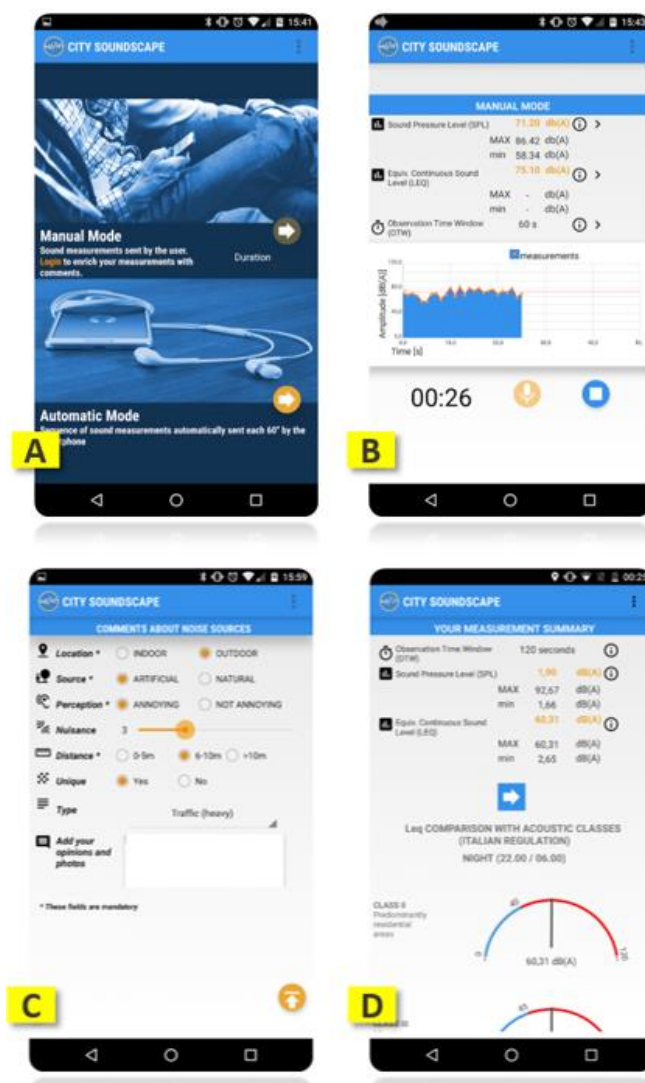 15:41
CITY SOUNDSCAPE
Manual Mode
Sound measurements sent by the user.
Login to enrich your measurements with
comments.
Duration
Automatic Mode
Sequence of sound measurements automatically sent each 60" by the
A
15:43
CITY SOUNDSCAPE
MANUAL MODE
Sound Pressure Level (SPL) 71.20 db(A)
MAX 86.42 db(A)
min 58.34 db(A)
Equiv. Continuous Sound
Level (LEQ)
75.10 db(A)
MAX - db(A)
min - db(A)
Observation Time Window
(OTW)
60 s
measurements
Amplitude [dB(A)]
Time [s]
00:26
B
15:59
CITY SOUNDSCAPE
COMMENTS ABOUT NOISE SOURCES
Location * INDOOR OUTDOOR
Source * ARTIFICIAL NATURAL
Perception * ANNOYING NOT ANNOYING
Nuisance 3
Distance * 0-5m 6-10m >10m
Unique Yes No
Type Traffic (heavy)
Add your
opinions and
photos
* These fields are mandatory
C
00:25
CITY SOUNDSCAPE
YOUR MEASUREMENT SUMMARY
Observation Time Window
(OTW)
120 seconds
Sound Pressure Level (SPL) 1,90 dB(A)
MAX 92,67 dB(A)
min 1,66 dB(A)
Equiv. Continuous Sound
Level (LEQ)
60,31 dB(A)
MAX 60,31 dB(A)
min 2,65 dB(A)
Leq COMPARISON WITH ACOUSTIC CLASSES
(ITALIAN REGULATION)
NIGHT (22.00 / 06.00)
CLASS II
Predominantly
residential
areas
0
120
60,31 dB(A)
45
D